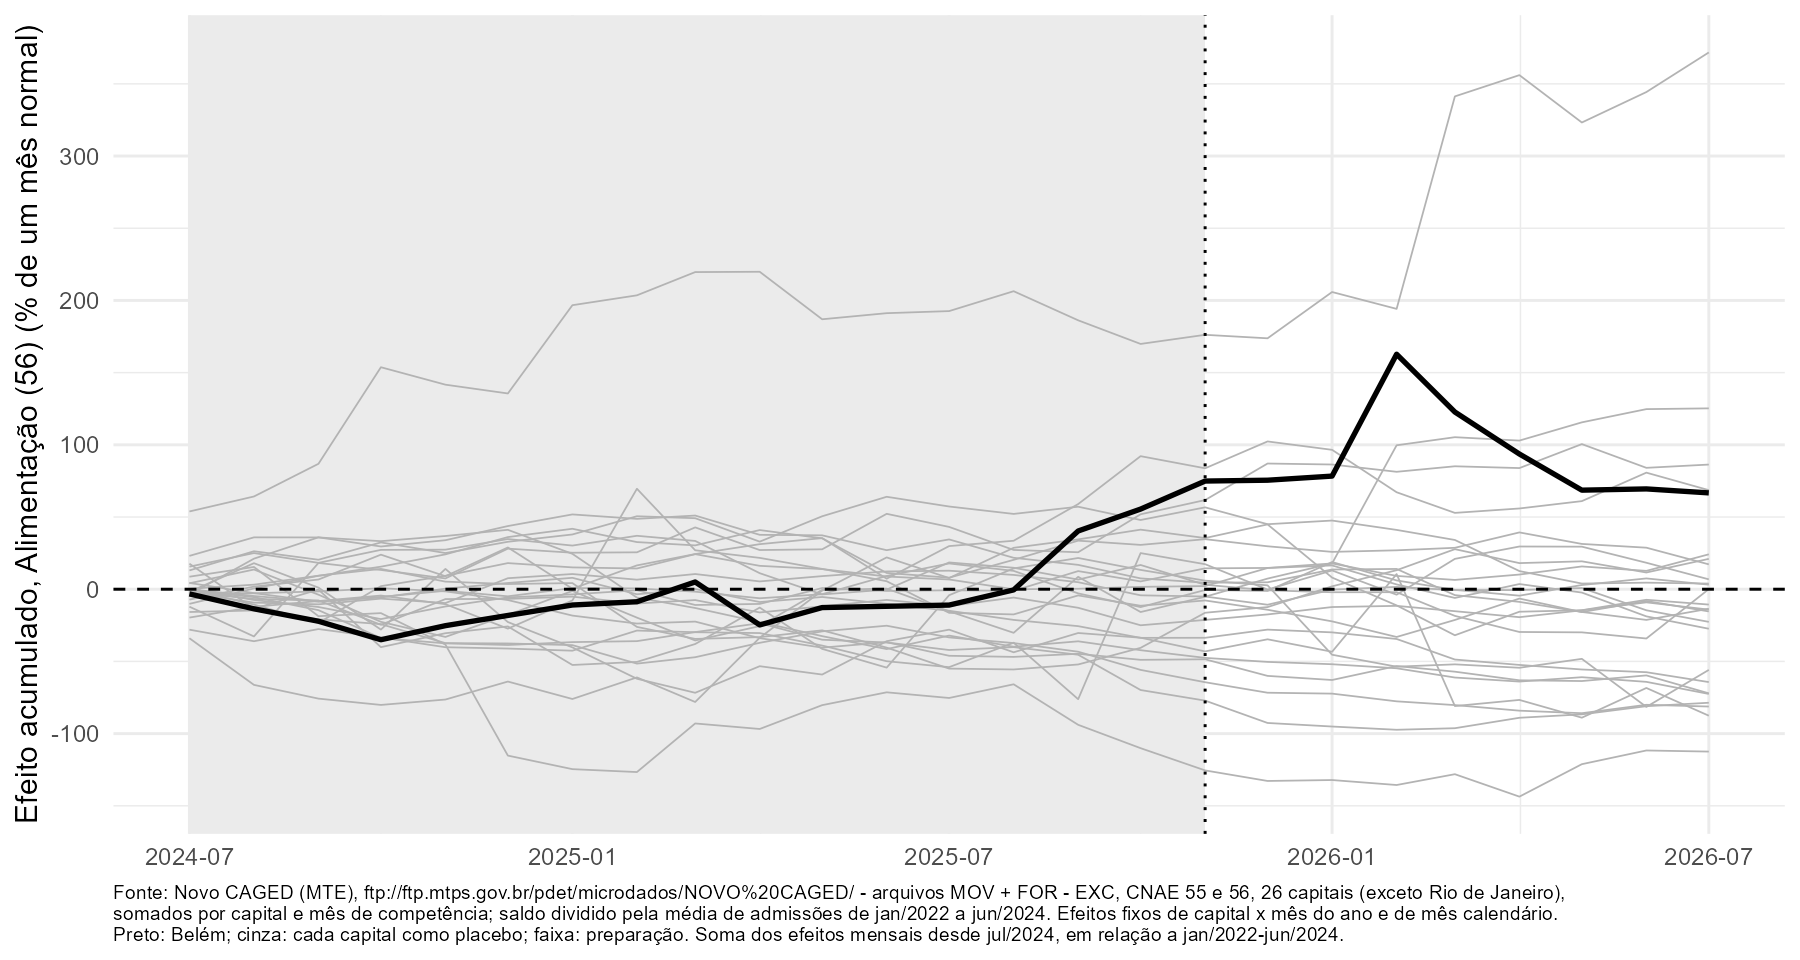 Efeito acumulado, Alimentação (56) (% de um mês normal)
300
200
100
0
-100
2024-07
2025-01
2025-07
2026-01
2026-07
Fonte: Novo CAGED (MTE), ftp://ftp.mtps.gov.br/pdet/microdados/NOVO%20CAGED/ - arquivos MOV + FOR - EXC, CNAE 55 e 56, 26 capitais (exceto Rio de Janeiro),
somados por capital e mês de competência; saldo dividido pela média de admissões de jan/2022 a jun/2024. Efeitos fixos de capital x mês do ano e de mês calendário.
Preto: Belém; cinza: cada capital como placebo; faixa: preparação. Soma dos efeitos mensais desde jul/2024, em relação a jan/2022-jun/2024.